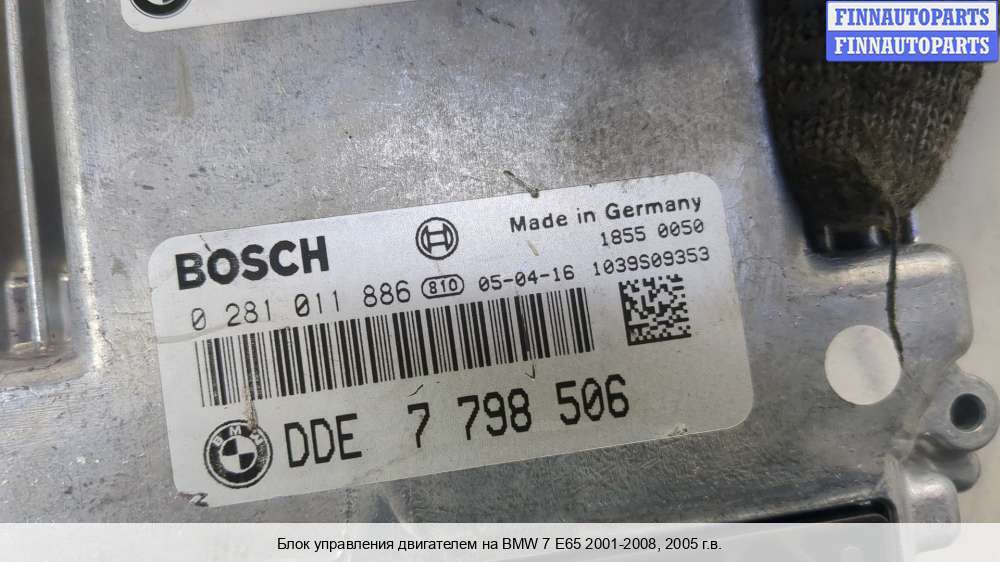 FINNAUTOPARTS
FINNAUTOPARTS
BOSCH
Made in Germany
1855 0050
0 281 011 886 810 05-04-16 1039S09353
BMW DDE 7 798 506
Блок управления двигателем на BMW 7 E65 2001-2008, 2005 г.в.